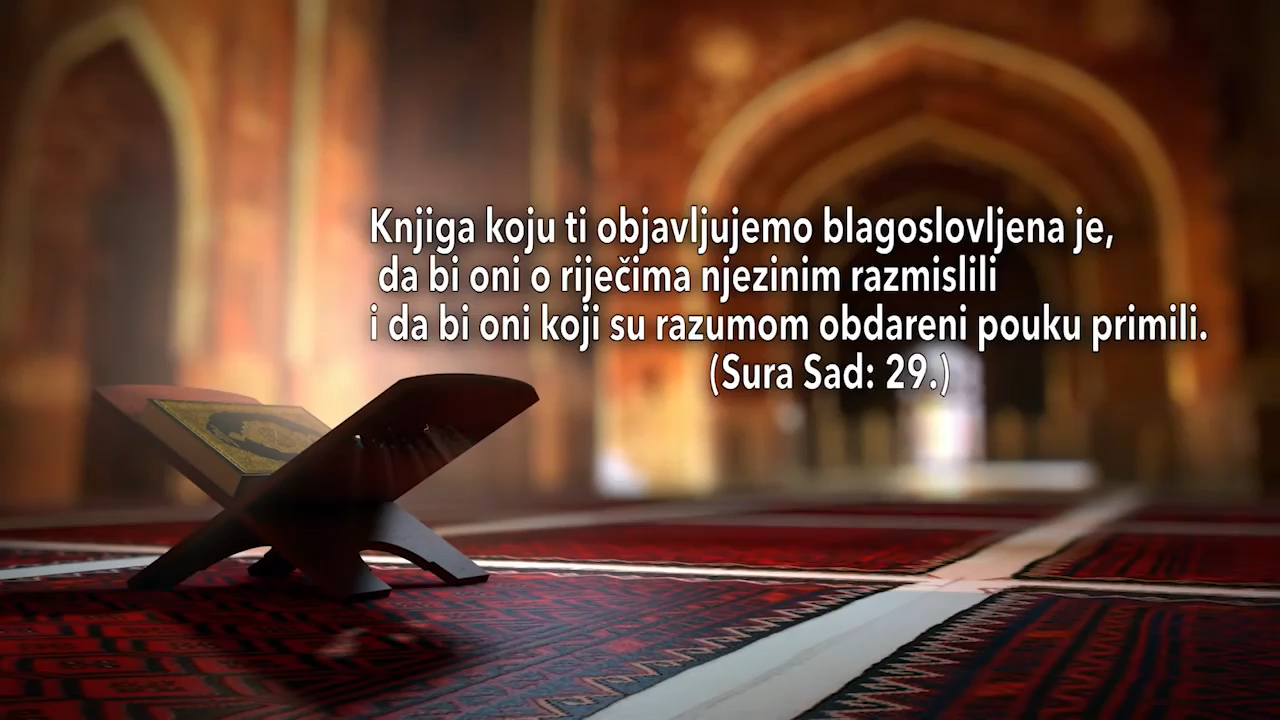 Knjiga koju ti objavljujemo blagoslovljena je,
da bi oni o riječima njezinim razmislili
i da bi oni koji su razumom obdareni pouku primili.
(Sura Sad: 29.)